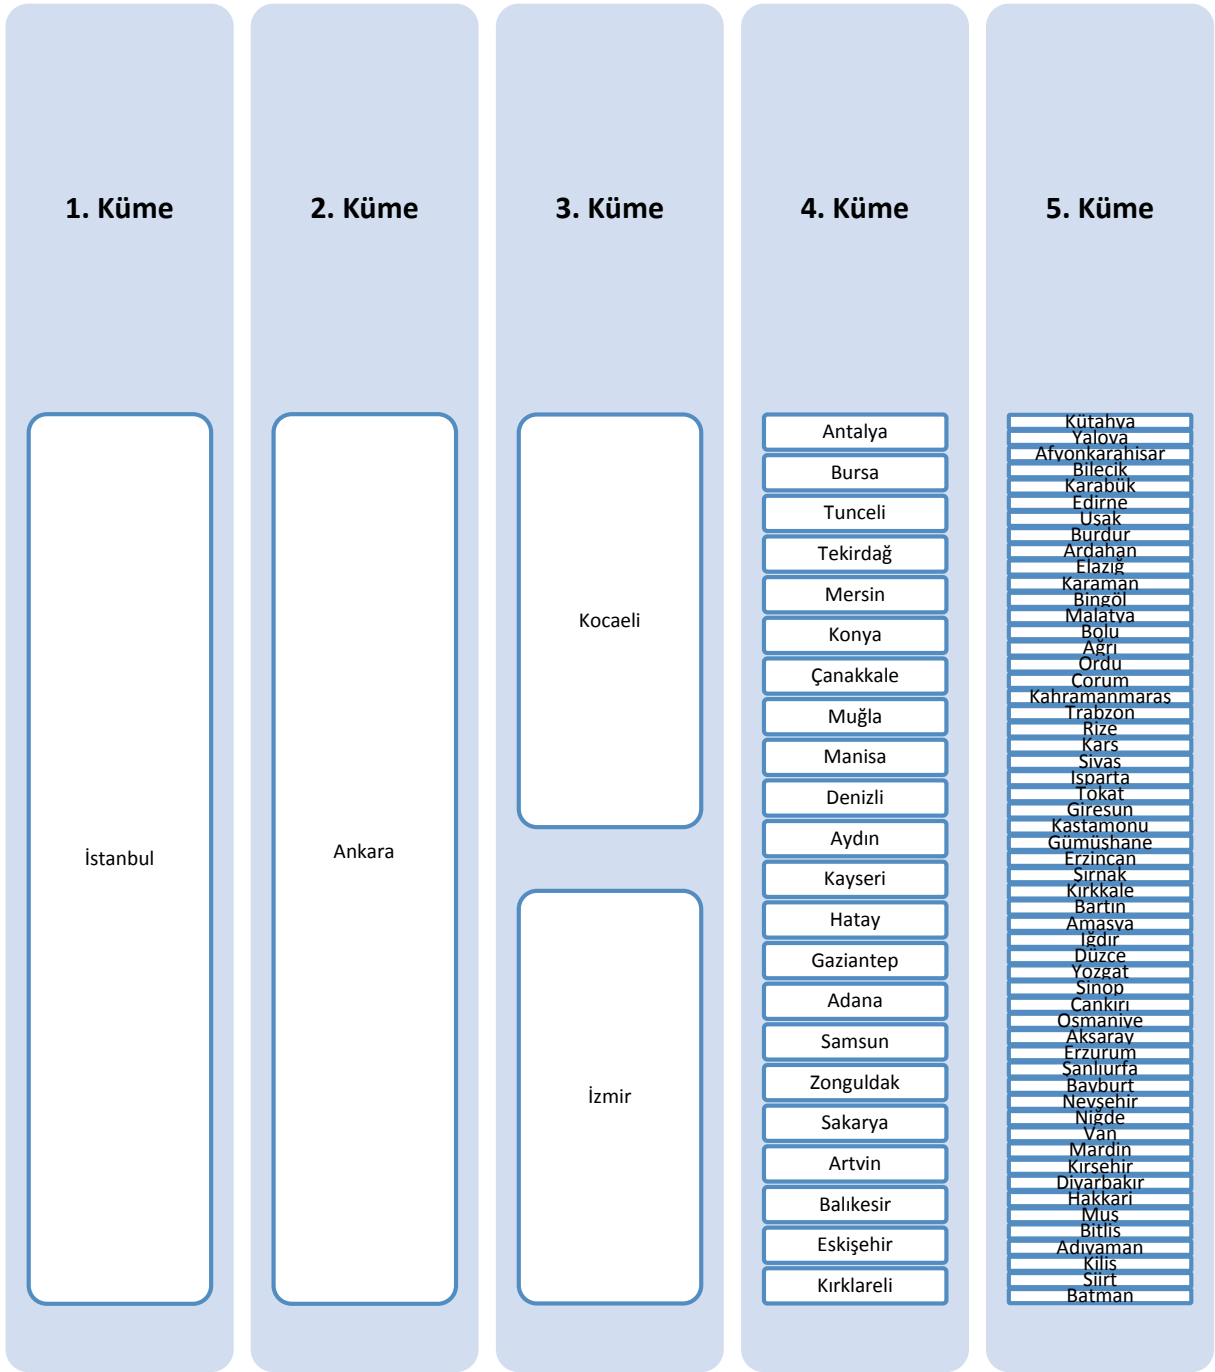 1. Küme
İstanbul
2. Küme
Ankara
3. Küme
Kocaeli
İzmir
4. Küme
Antalya
Bursa
Tunceli
Tekirdağ
Mersin
Konya
Çanakkale
Muğla
Manisa
Denizli
Aydın
Kayseri
Hatay
Gaziantep
Adana
Samsun
Zonguldak
Sakarya
Artvin
Balıkesir
Eskişehir
Kırklareli
5. Küme
Kütahya
Yalova
Afyonkarahisar
Bilecik
Karabük
Edirne
Uşak
Burdur
Ardahan
Elazığ
Karaman
Bingöl
Malatya
Bolu
Ağrı
Ordu
Çorum
Kahramanmaraş
Trabzon
Rize
Kars
Sivas
Isparta
Tokat
Giresun
Kastamonu
Gümüşhane
Erzincan
Şırnak
Kırıkkale
Bartın
Amasya
Iğdır
Düzce
Yozgat
Sinop
Çankırı
Osmaniye
Aksaray
Erzurum
Şanlıurfa
Bayburt
Nevşehir
Niğde
Van
Mardin
Kırşehir
Diyarbakır
Hakkari
Muş
Bitlis
Adıyaman
Kilis
Siirt
Batman